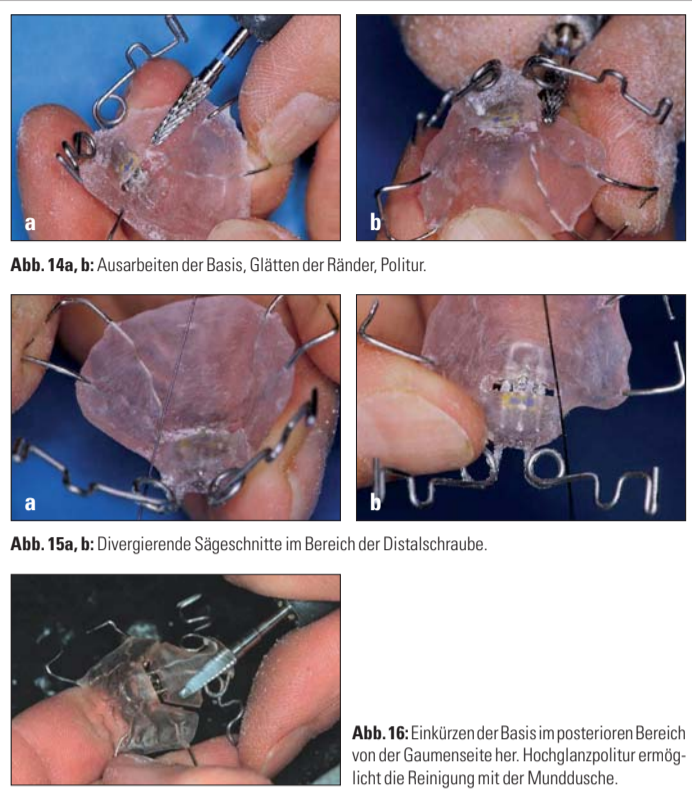 a
b
Abb. 14a, b: Ausarbeiten der Basis, Glätten der Ränder, Politur.
a
b
Abb. 15a, b: Divergierende Sägeschnitte im Bereich der Distalschraube.
Abb. 16: Einkürzen der Basis im posterioren Bereich
von der Gaumenseite her. Hochglanzpolitur ermög-
licht die Reinigung mit der Munddusche.